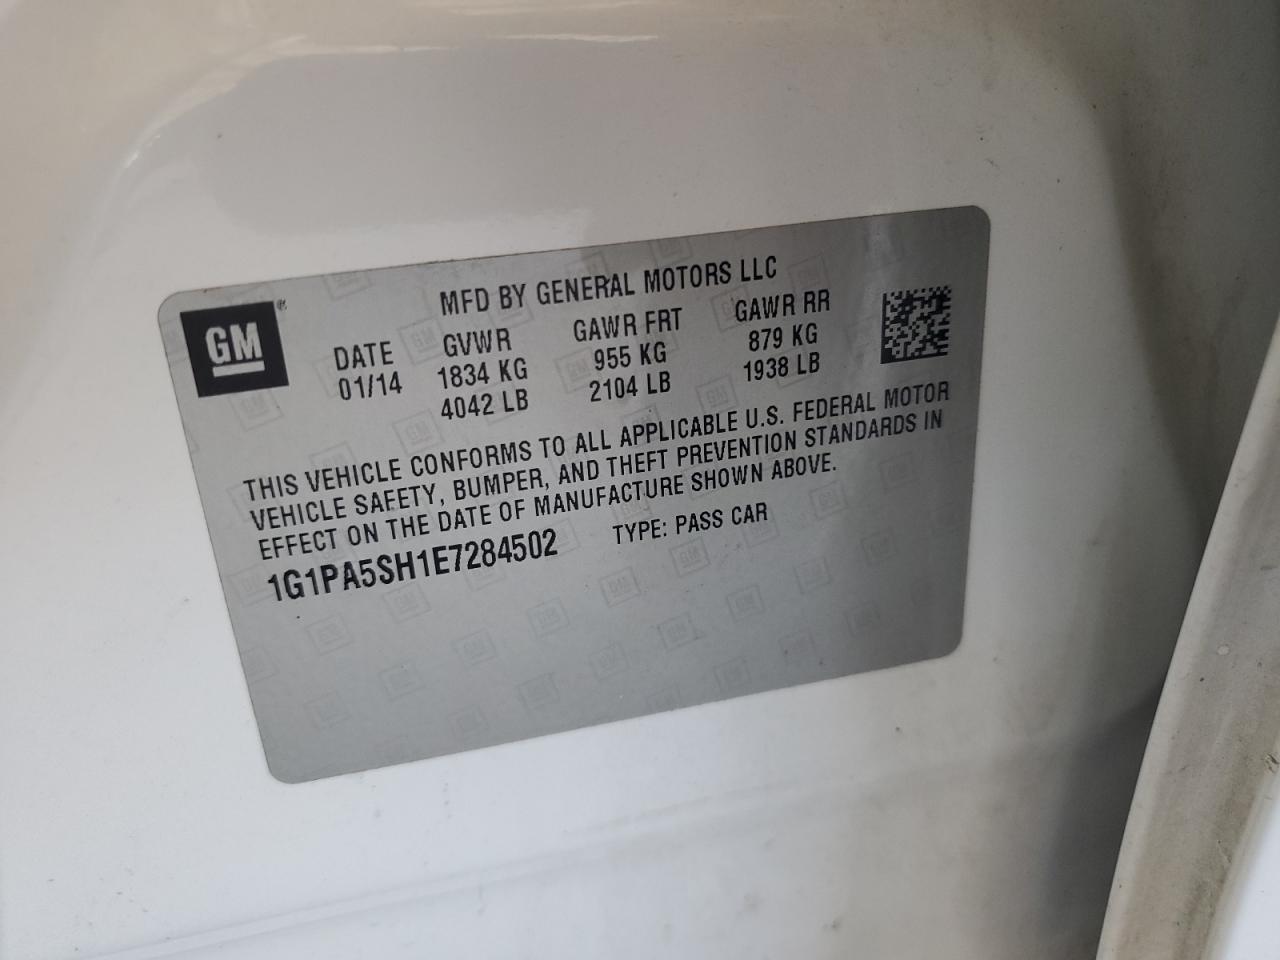 GM®
MFD BY GENERAL MOTORS LLC
DATE GVWR GAWR FRT GAWR RR
01/14 1834 KG 955 KG 879 KG
4042 LB 2104 LB 1938 LB
THIS VEHICLE CONFORMS TO ALL APPLICABLE U.S. FEDERAL MOTOR
VEHICLE SAFETY, BUMPER, AND THEFT PREVENTION STANDARDS IN
EFFECT ON THE DATE OF MANUFACTURE SHOWN ABOVE.
1G1PA5SH1E7284502 TYPE: PASS CAR